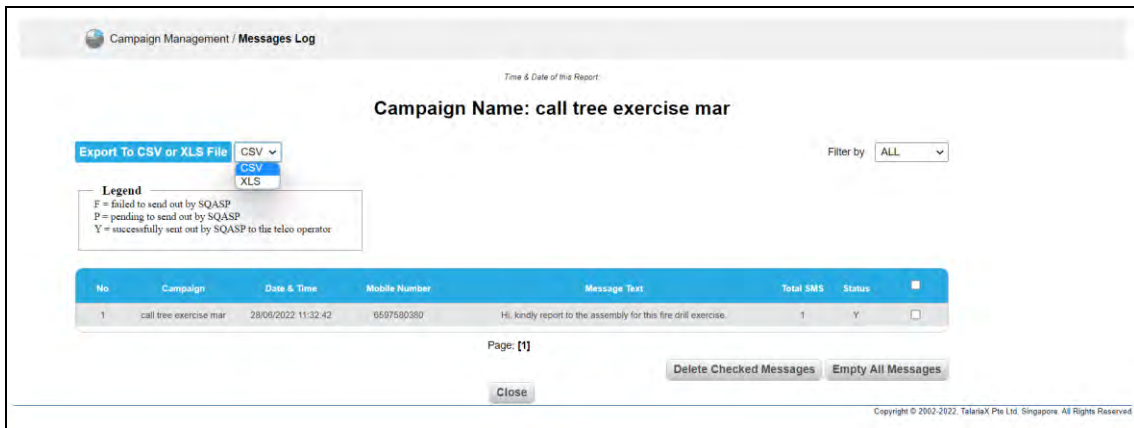 Campaign Management / Messages Log
Time & Date of this Report:
Campaign Name: call tree exercise mar
Export To CSV or XLS File CSV Filter by ALL
CSV
XLS
Legend
F = failed to send out by SQASP
P = pending to send out by SQASP
Y = successfully sent out by SQASP to the telco operator
No Campaign Date & Time Mobile Number Message Text Total SMS Status
1 call tree exercise mar 28/06/2022 11:32:42 6597580380 Hi, kindly report to the assembly for this fire drill exercise. 1 Y
Page: [1]
Delete Checked Messages Empty All Messages
Close
Copyright © 2002-2022. TalariaX Pte Ltd. Singapore. All Rights Reserved